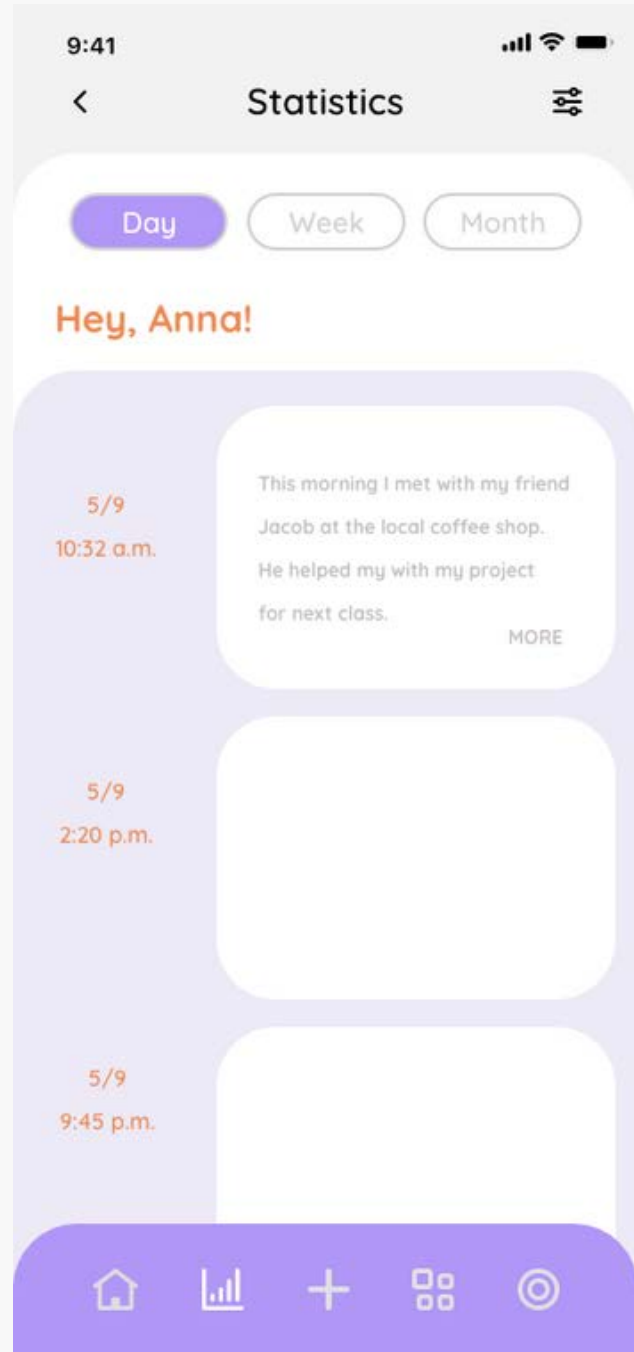 9:41
Statistics
Day
Week
Month
Hey, Anna!
5/9
10:32 a.m.
This morning I met with my friend
Jacob at the local coffee shop.
He helped my with my project
for next class.
MORE
5/9
2:20 p.m.
5/9
9:45 p.m.